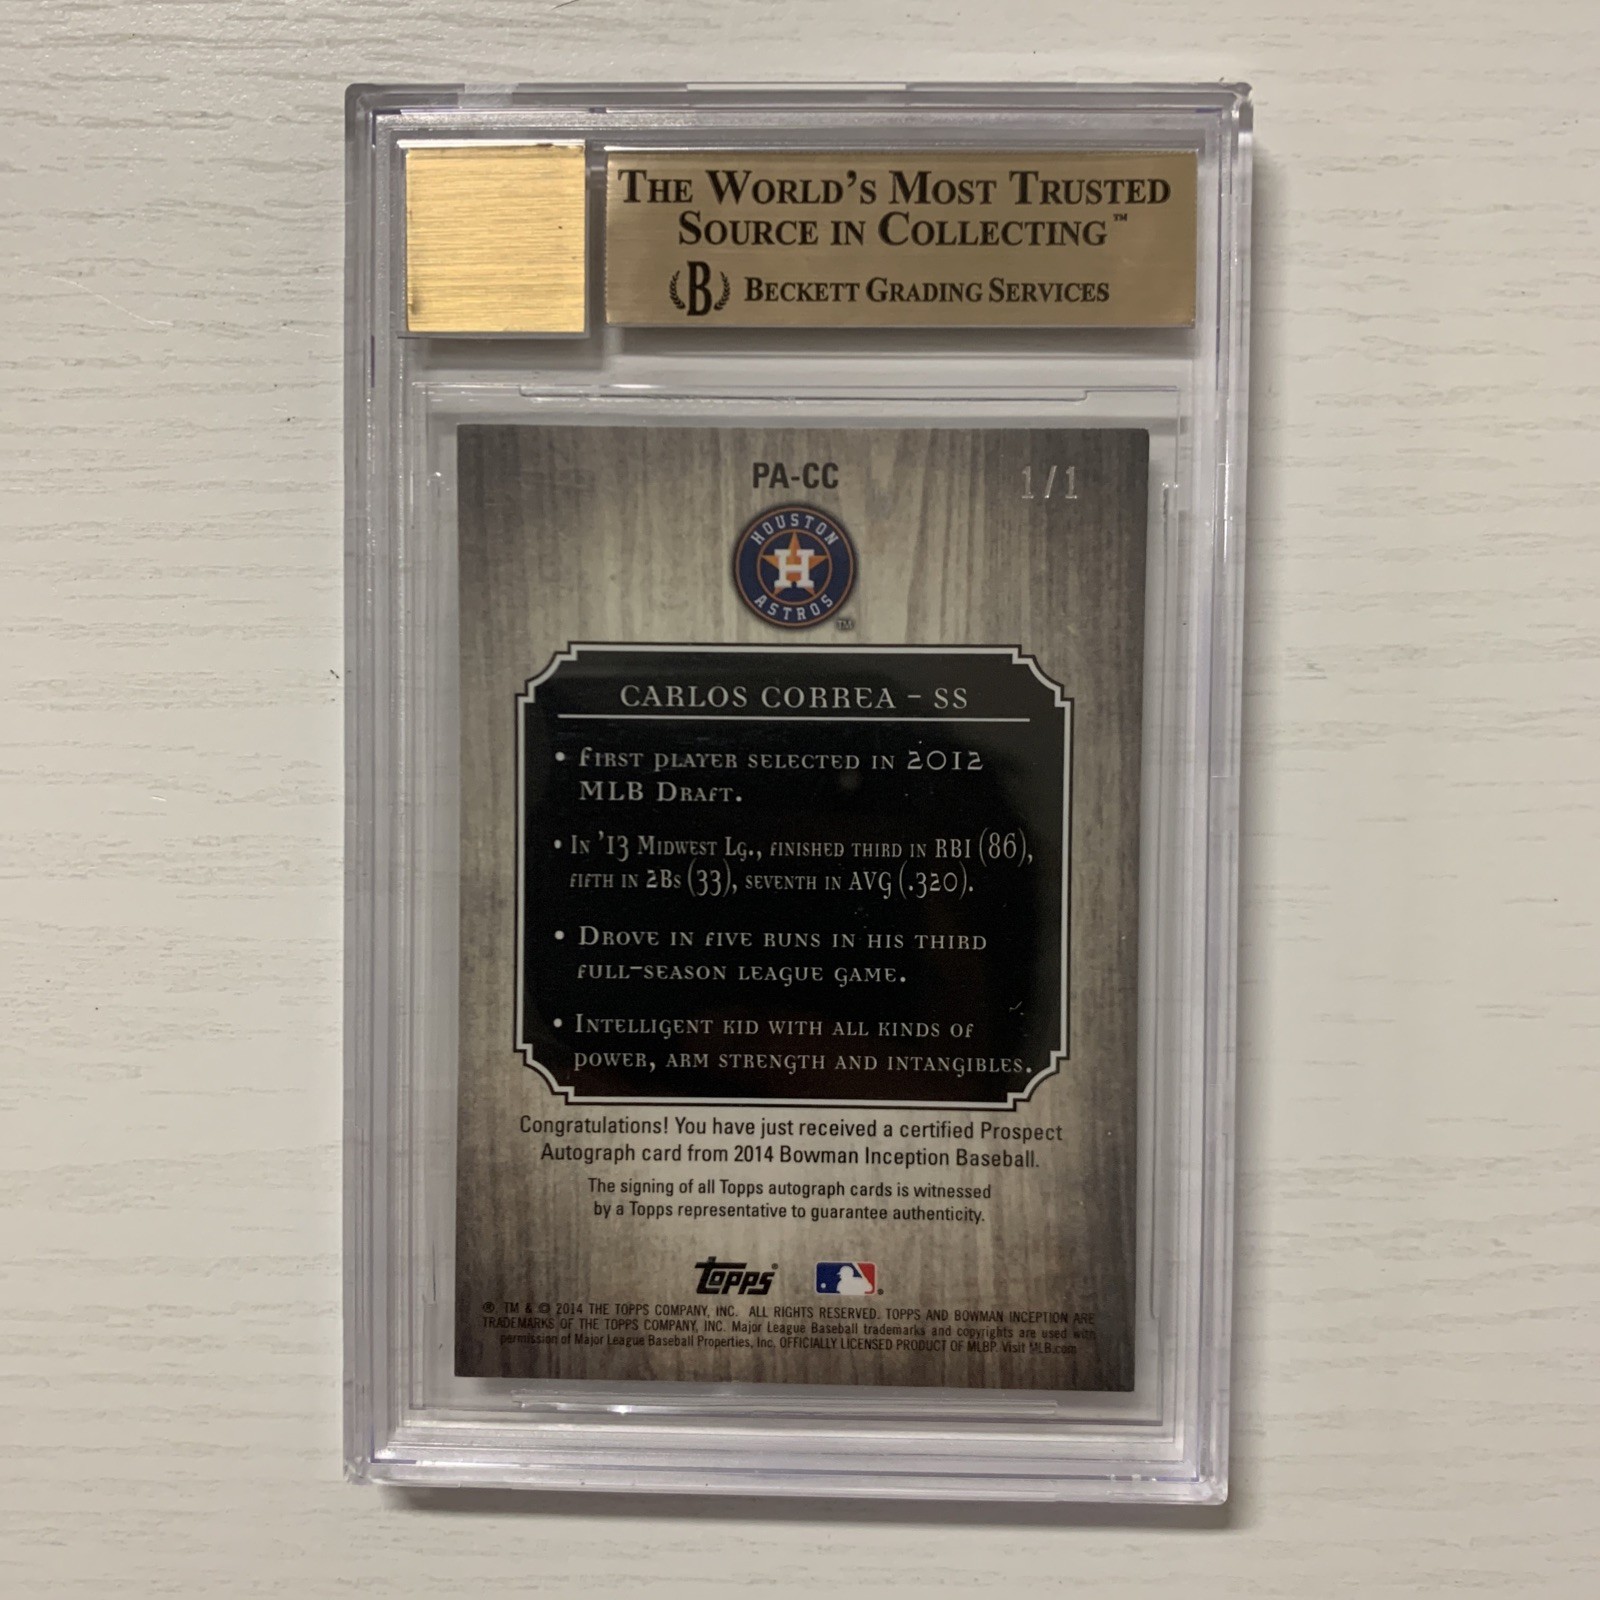 THE WORLD'S MOST TRUSTED
SOURCE IN COLLECTING™
B BECKETT GRADING SERVICES
PA-CC
1/1
HOUSTON
H
ASTROS
TM
CARLOS CORREA - SS
• FIRST PLAYER SELECTED IN 2012
MLB DRAFT.
• IN '13 MIDWEST LG., FINISHED THIRD IN RBI (86),
FIFTH IN 2BS (33), SEVENTH IN AVG (.320).
• DROVE IN FIVE RUNS IN HIS THIRD
FULL-SEASON LEAGUE GAME.
• INTELLIGENT KID WITH ALL KINDS OF
POWER, ARM STRENGTH AND INTANGIBLES.
Congratulations! You have just received a certified Prospect
Autograph card from 2014 Bowman Inception Baseball.
The signing of all Topps autograph cards is witnessed
by a Topps representative to guarantee authenticity.
TOPPS®
®, TM & © 2014 THE TOPPS COMPANY, INC. ALL RIGHTS RESERVED. TOPPS AND BOWMAN INCEPTION ARE
TRADEMARKS OF THE TOPPS COMPANY, INC. Major League Baseball trademarks and copyrights are used with
permission of Major League Baseball Properties, Inc. OFFICIALLY LICENSED PRODUCT OF MLBP. Visit MLB.com